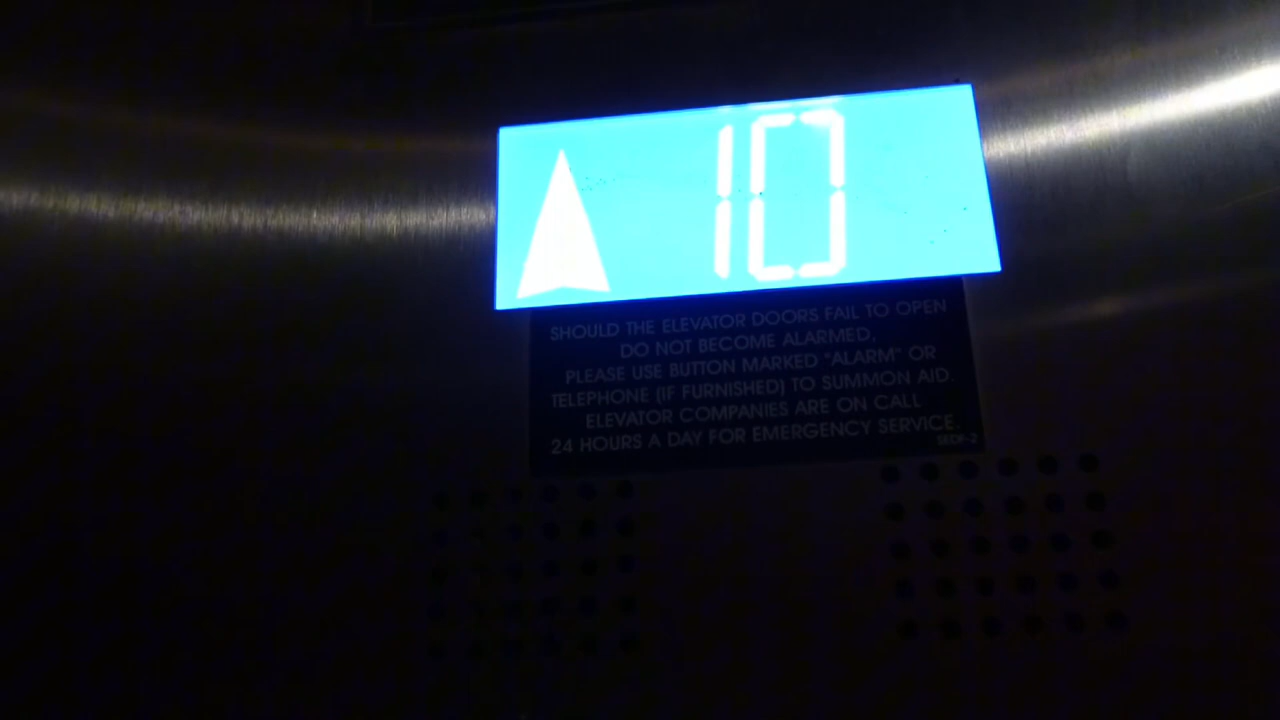 10
SHOULD THE ELEVATOR DOORS FAIL TO OPEN
DO NOT BECOME ALARMED,
PLEASE USE BUTTON MARKED "ALARM" OR
TELEPHONE (IF FURNISHED) TO SUMMON AID.
ELEVATOR COMPANIES ARE ON CALL
24 HOURS A DAY FOR EMERGENCY SERVICE.